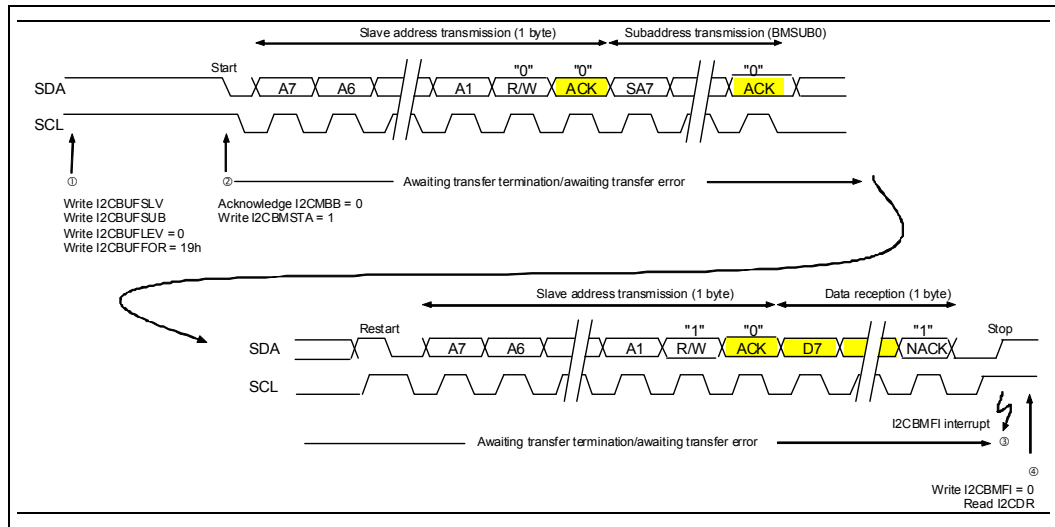 Slave address transmission (1 byte) Subaddress transmission (BMSUB0)
Start "0" "0" "0"
SDA A7 A6 A1 R/W ACK SA7 ACK
SCL
① ② Awaiting transfer termination/awaiting transfer error
Write I2CBUFSLV Acknowledge I2CMBB = 0
Write I2CBUFSUB Write I2CBMSTA = 1
Write I2CBUFLEV = 0
Write I2CBUFFOR = 19h
Slave address transmission (1 byte) Data reception (1 byte)
Restart "1" "0" "1" Stop
SDA A7 A6 A1 R/W ACK D7 NACK
SCL
I2CBMFI interrupt
Awaiting transfer termination/awaiting transfer error ③
④
Write I2CBMFI = 0
Read I2CDR